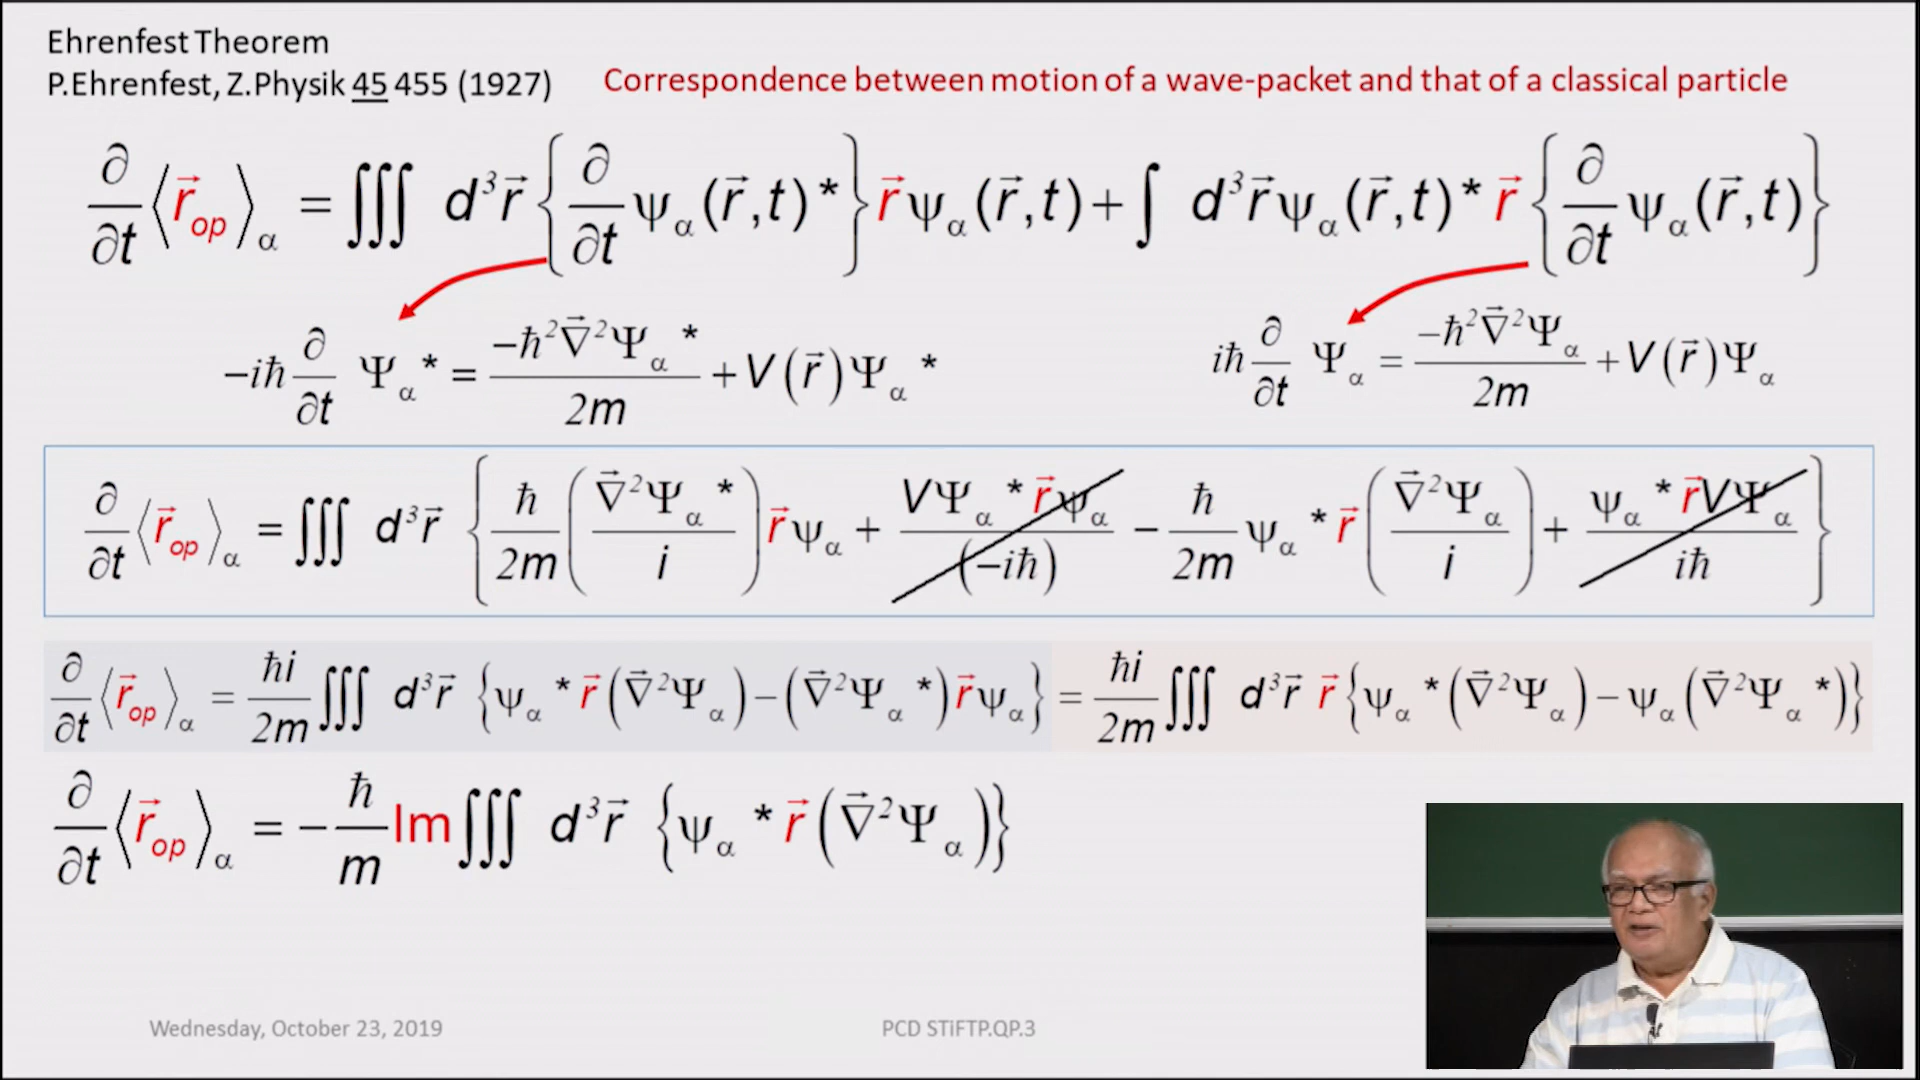 Ehrenfest Theorem
P.Ehrenfest, Z.Physik 45 455 (1927) Correspondence between motion of a wave-packet and that of a classical particle
∂/∂t ⟨r⃗_op⟩_α = ∭ d³r⃗ {∂/∂t ψ_α(r⃗,t)*} r⃗ ψ_α(r⃗,t) + ∫ d³r⃗ ψ_α(r⃗,t)* r⃗ {∂/∂t ψ_α(r⃗,t)}
−iħ ∂/∂t Ψ_α* = −ħ²∇⃗²Ψ_α*/2m + V(r⃗)Ψ_α* iħ ∂/∂t Ψ_α = −ħ²∇⃗²Ψ_α/2m + V(r⃗)Ψ_α
∂/∂t ⟨r⃗_op⟩_α = ∭ d³r⃗ {ħ/2m (∇⃗²Ψ_α*/i) r⃗ψ_α + VΨ_α* r⃗ψ_α/(−iħ) − ħ/2m ψ_α* r⃗ (∇⃗²Ψ_α/i) + ψ_α* r⃗VΨ_α/iħ}
∂/∂t ⟨r⃗_op⟩_α = ħi/2m ∭ d³r⃗ {ψ_α* r⃗(∇⃗²Ψ_α) − (∇⃗²Ψ_α*) r⃗ψ_α} = ħi/2m ∭ d³r⃗ r⃗{ψ_α*(∇⃗²Ψ_α) − ψ_α(∇⃗²Ψ_α*)}
∂/∂t ⟨r⃗_op⟩_α = −ħ/m Im∭ d³r⃗ {ψ_α* r⃗(∇⃗²Ψ_α)}
Wednesday, October 23, 2019 PCD STiFTP.QP.3